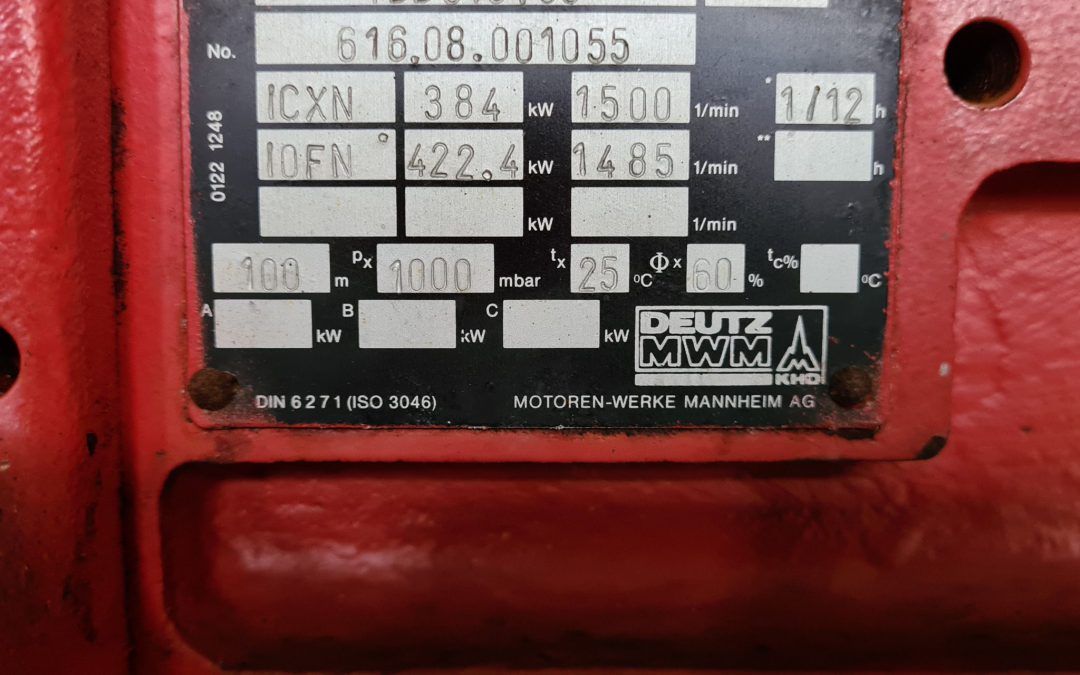 No. 616.08.001055
ICXN 384 kW 1500 1/min * 1/12 h
IOFN ° 422.4 kW 1485 1/min ** h
kW 1/min
0122 1248
100 m px 1000 mbar tx 25 °C Φx 60 % tc% °C
A kW B kW C kW
DEUTZ
MWM
KHD
DIN 6271 (ISO 3046) MOTOREN-WERKE MANNHEIM AG